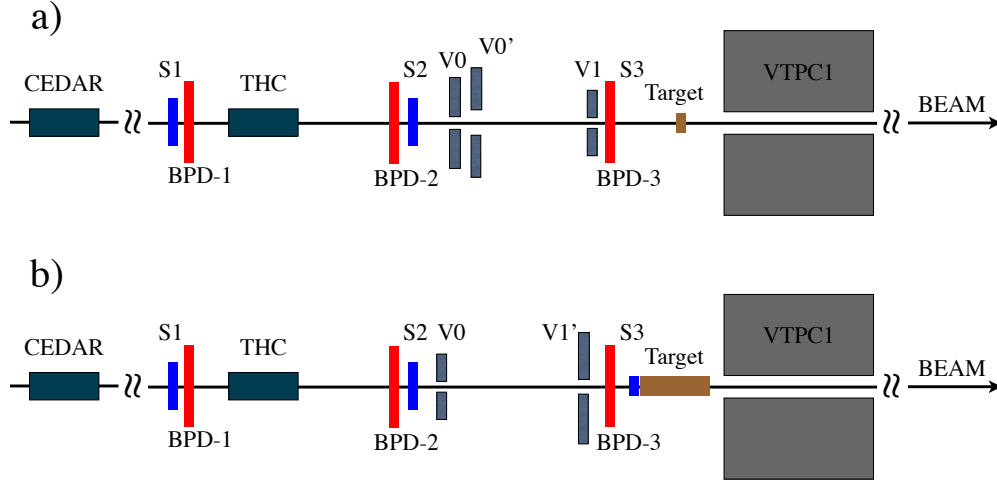 a)
V0'
S1 THC S2 V0 V1 S3 VTPC1
CEDAR Target BEAM
BPD-1 BPD-2 BPD-3
b)
S1 THC S2 V0 V1' S3 VTPC1
CEDAR Target BEAM
BPD-1 BPD-2 BPD-3